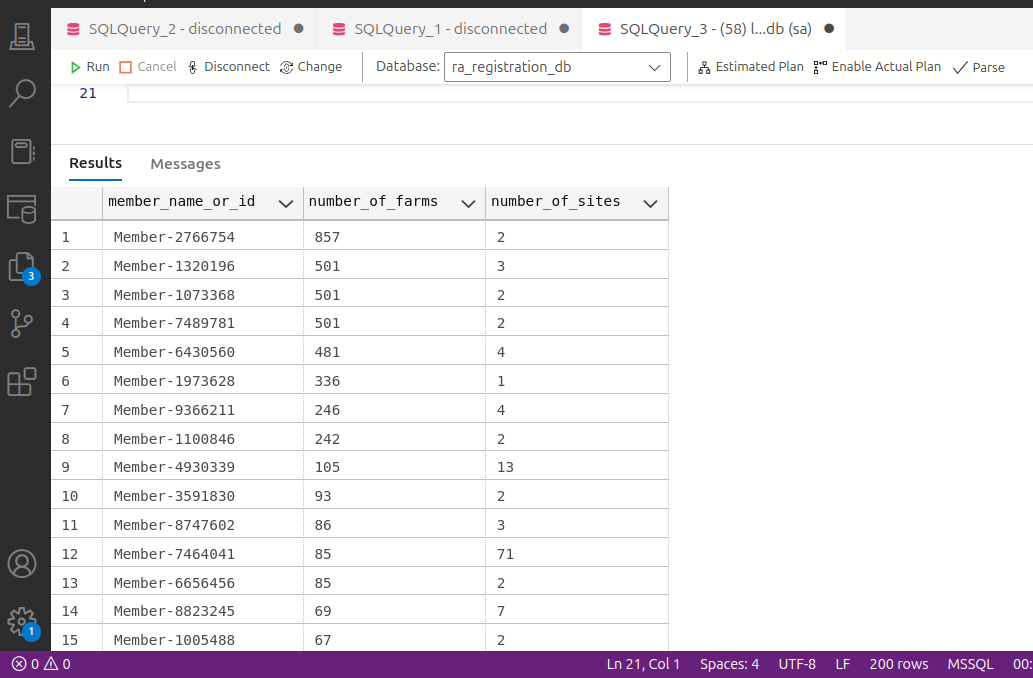 SQLQuery_2 - disconnected SQLQuery_1 - disconnected SQLQuery_3 - (58) l...db (sa)
Run Cancel Disconnect Change Database: ra_registration_db Estimated Plan Enable Actual Plan Parse
21
Results Messages
member_name_or_id number_of_farms number_of_sites
1 Member-2766754 857 2
2 Member-1320196 501 3
3 Member-1073368 501 2
4 Member-7489781 501 2
5 Member-6430560 481 4
6 Member-1973628 336 1
7 Member-9366211 246 4
8 Member-1100846 242 2
9 Member-4930339 105 13
10 Member-3591830 93 2
11 Member-8747602 86 3
12 Member-7464041 85 71
13 Member-6656456 85 2
14 Member-8823245 69 7
15 Member-1005488 67 2
3
1
0 0 Ln 21, Col 1 Spaces: 4 UTF-8 LF 200 rows MSSQL 00: